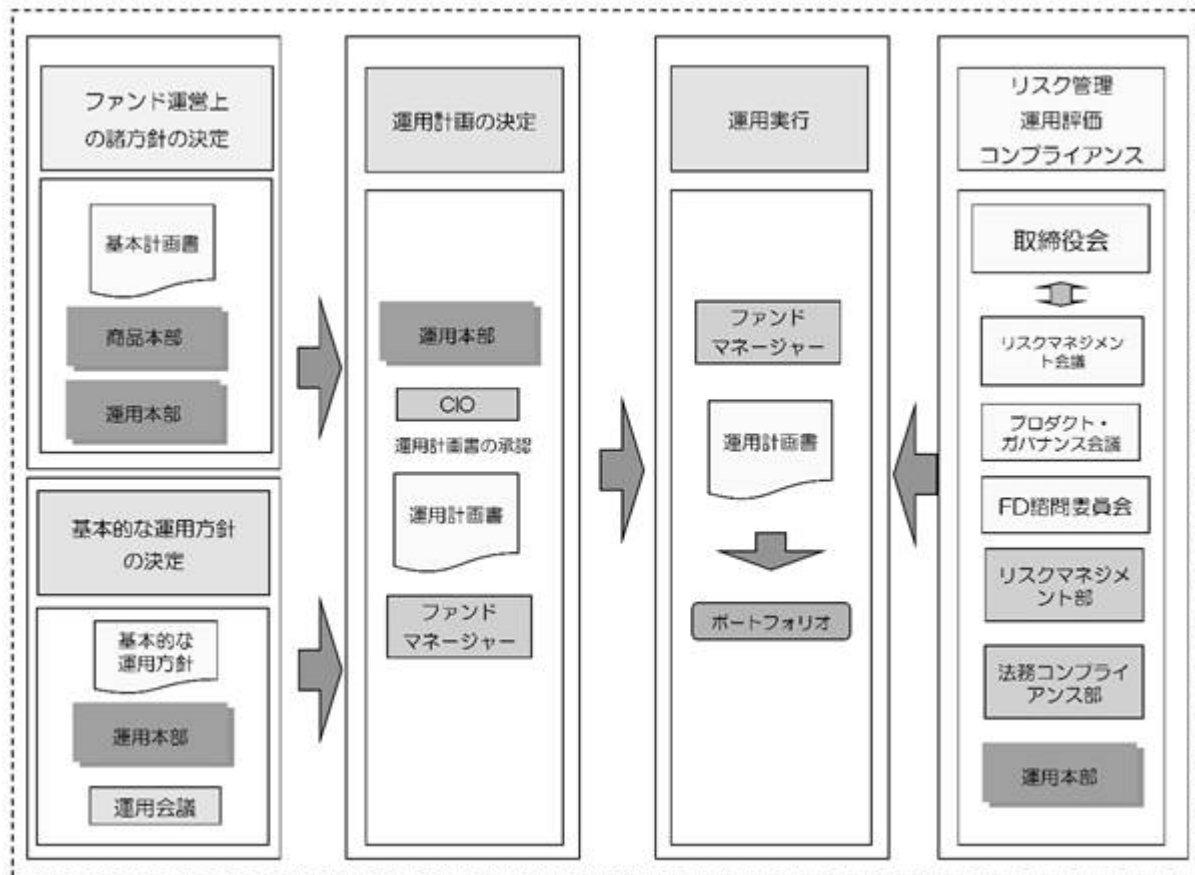 ファンド運営上
の諸方針の決定
基本計画書
商品本部
運用本部
基本的な運用方針
の決定
基本的な
運用方針
運用本部
運用会議
運用計画の決定
運用本部
CIO
運用計画書の承認
運用計画書
ファンド
マネージャー
運用実行
ファンド
マネージャー
運用計画書
ポートフォリオ
リスク管理
運用評価
コンプライアンス
取締役会
リスクマネジメン
ト会議
プロダクト・
ガバナンス会議
FD諮問委員会
リスクマネジメ
ント部
法務コンプライ
アンス部
運用本部